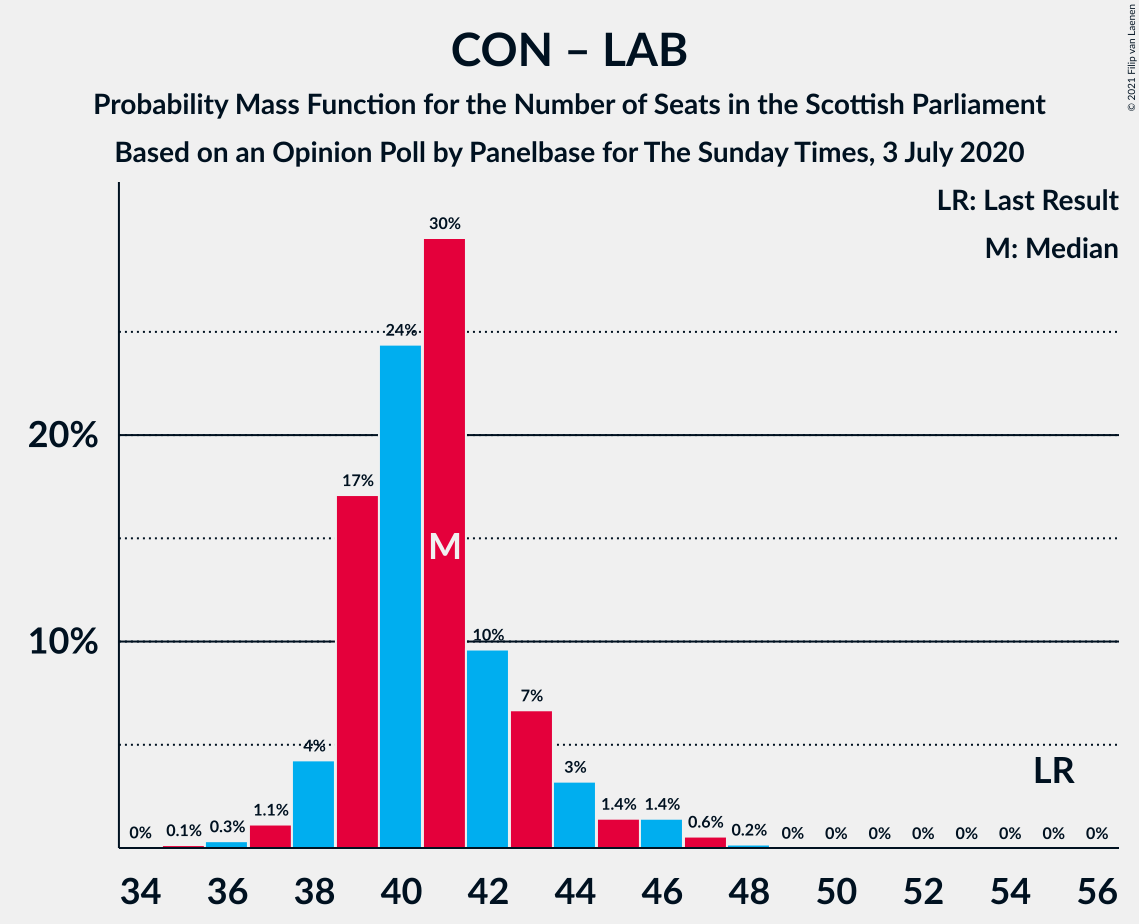 CON – LAB
Probability Mass Function for the Number of Seats in the Scottish Parliament
Based on an Opinion Poll by Panelbase for The Sunday Times, 3 July 2020
© 2021 Filip van Laenen
LR: Last Result
M: Median
20%
10%
0% 0.1% 0.3% 1.1% 4% 17% 24% 30% 10% 7% 3% 1.4% 1.4% 0.6% 0.2% 0% 0% 0% 0% 0% 0% 0% 0%
M
LR
34 36 38 40 42 44 46 48 50 52 54 56